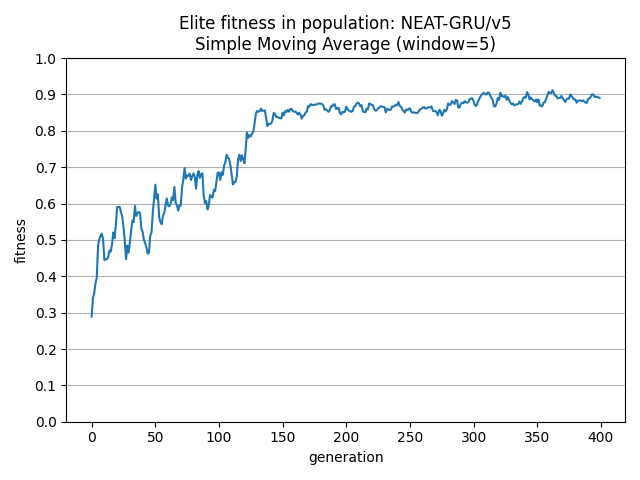 Elite fitness in population: NEAT-GRU/v5
Simple Moving Average (window=5)
1.0
0.9
0.8
0.7
0.6
0.5
0.4
0.3
0.2
0.1
0.0
fitness
0 50 100 150 200 250 300 350 400
generation